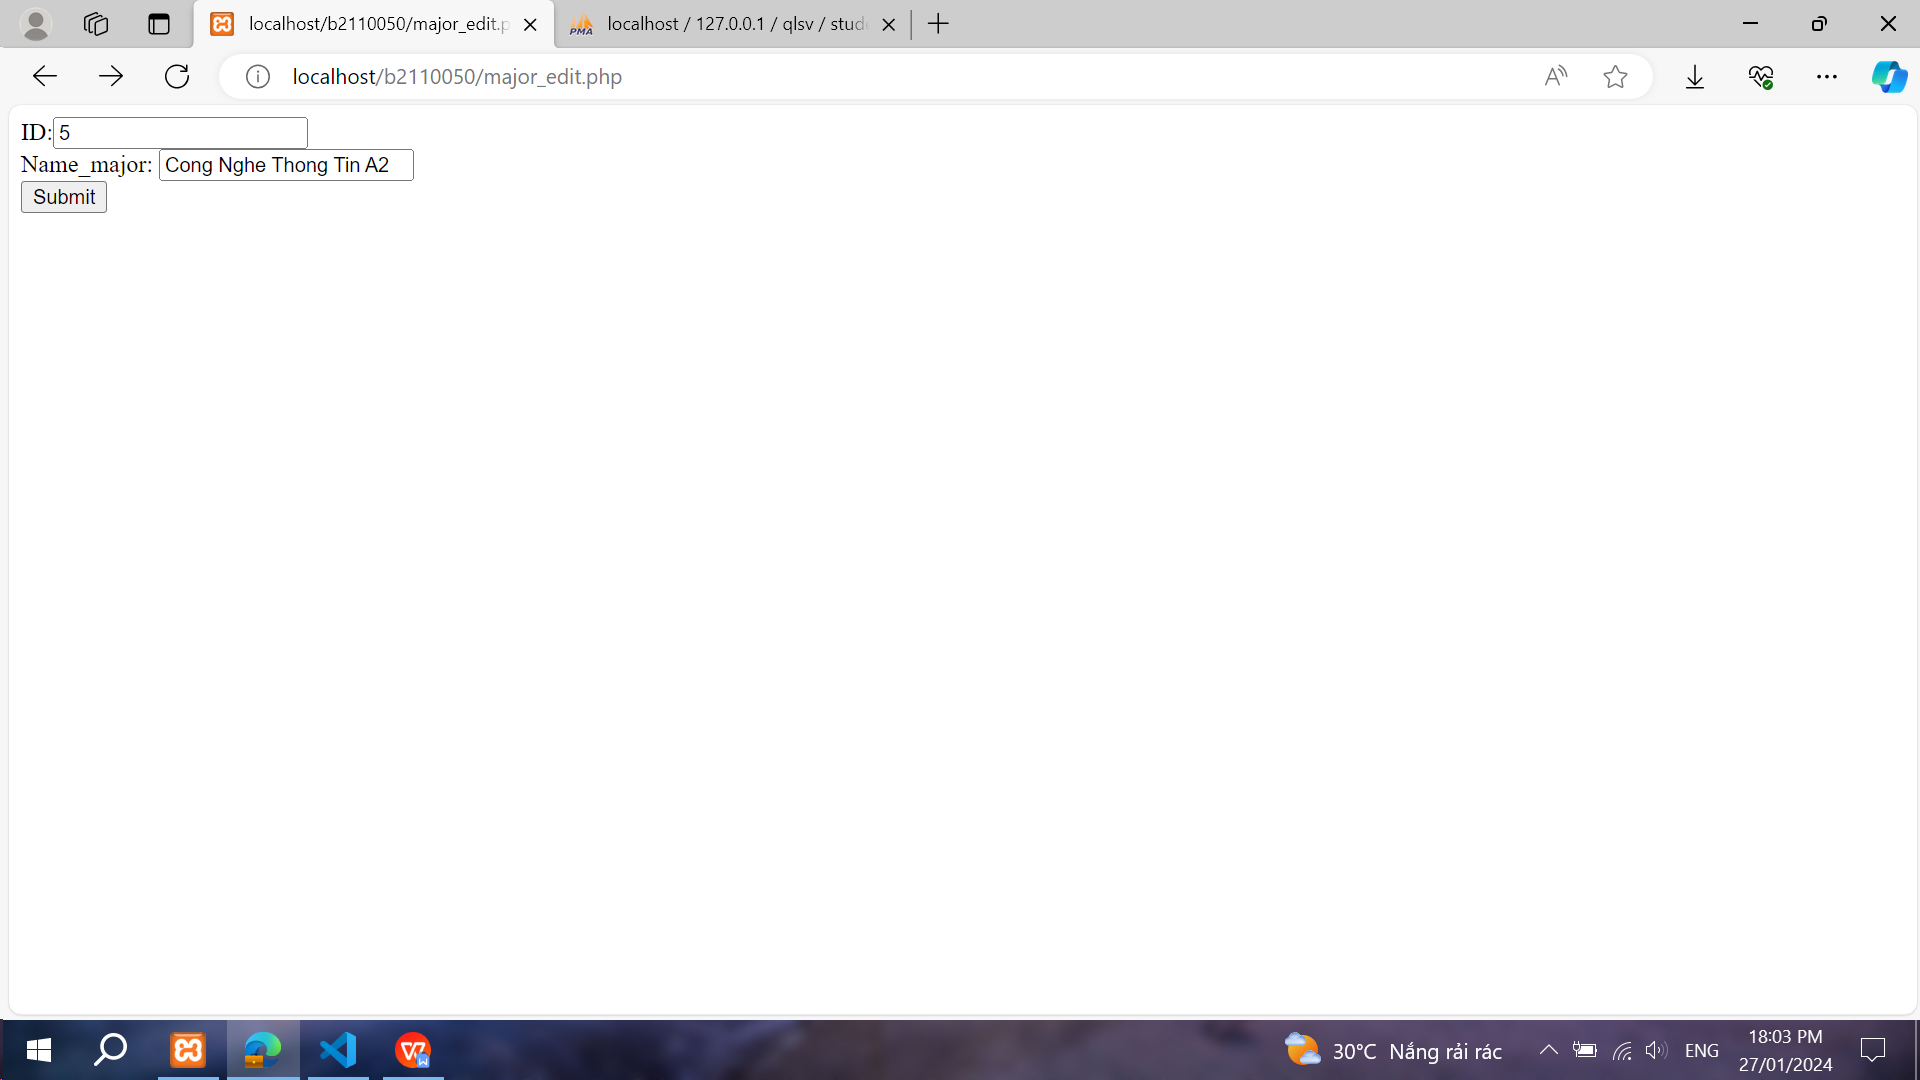 localhost/b2110050/major_edit.p
PMA
localhost / 127.0.0.1 / qlsv / stud
localhost/b2110050/major_edit.php
ID: 5
Name_major: Cong Nghe Thong Tin A2
Submit
30°C Nắng rải rác
ENG
18:03 PM
27/01/2024